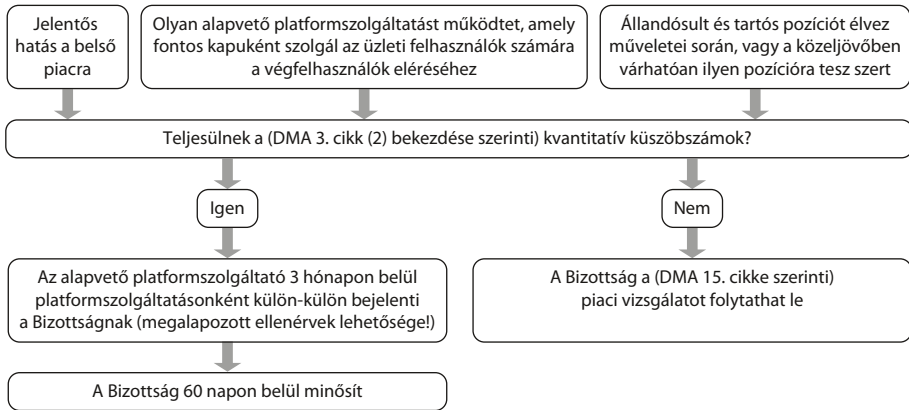 Jelentős
hatás a belső
piacra
Olyan alapvető platformszolgáltatást működtet, amely
fontos kapuként szolgál az üzleti felhasználók számára
a végfelhasználók eléréséhez
Állandósult és tartós pozíciót élvez
műveletei során, vagy a közeljövőben
várhatóan ilyen pozícióra tesz szert
Teljesülnek a (DMA 3. cikk (2) bekezdése szerinti) kvantitatív küszöbszámok?
Igen
Nem
Az alapvető platformszolgáltató 3 hónapon belül
platformszolgáltatásonként külön-külön bejelenti
a Bizottságnak (megalapozott ellenérvek lehetősége!)
A Bizottság a (DMA 15. cikke szerinti)
piaci vizsgálatot folytathat le
A Bizottság 60 napon belül minősít